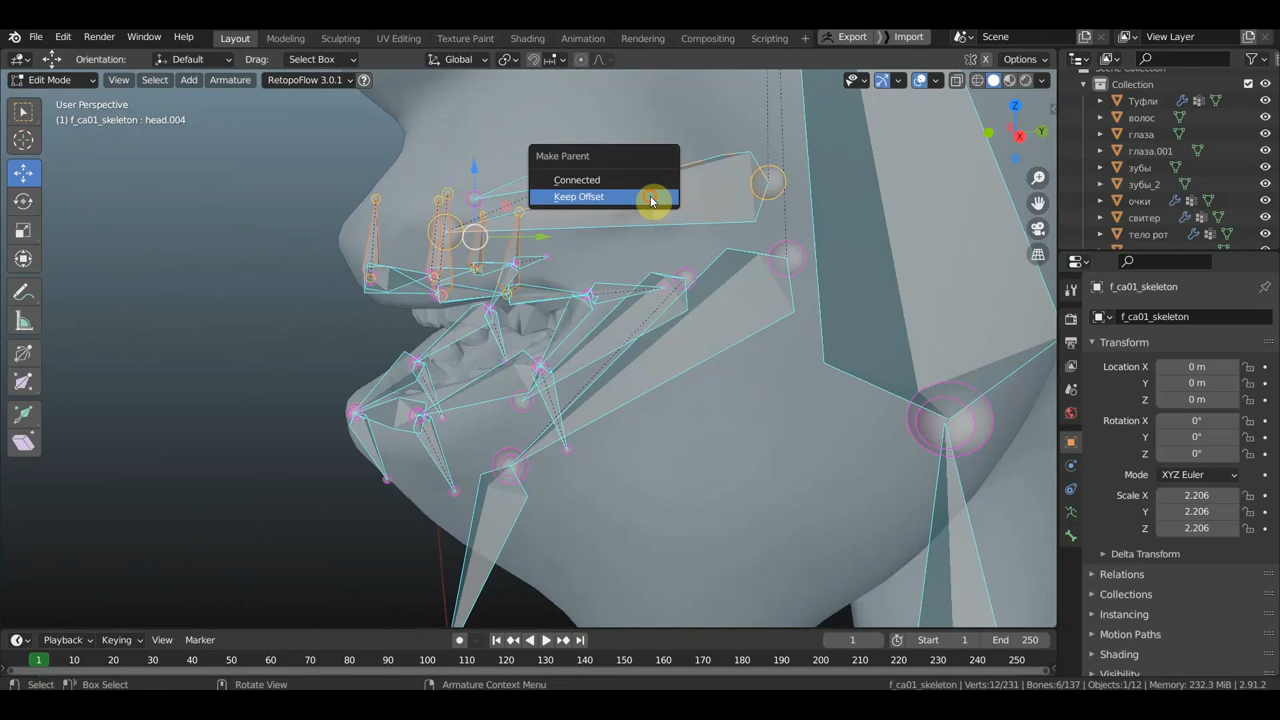 File Edit Render Window Help Layout Modeling Sculpting UV Editing Texture Paint Shading Animation Rendering Compositing Scripting + Export Import Scene View Layer
Orientation: Default Drag: Select Box Global X Options
Edit Mode View Select Add Armature RetopoFlow 3.0.1
User Perspective
(1) f_ca01_skeleton : head.004
Make Parent
Connected
Keep Offset
Z
Y
X
Collection
Туфли
волос
глаза
глаза.001
зубы
зубы_2
очки
свитер
тело рот
f_ca01_skeleton
f_ca01_skeleton
Transform
Location X 0 m
Y 0 m
Z 0 m
Rotation X 0°
Y 0°
Z 0°
Mode XYZ Euler
Scale X 2.206
Y 2.206
Z 2.206
Delta Transform
Relations
Collections
Instancing
Motion Paths
Shading
Visibility
Playback Keying View Marker 1 Start 1 End 250
1 10 20 30 40 50 60 70 80 90 100 110 120 130 140 150 160 170 180 190 200 210 220 230 240 250
Select Box Select Rotate View Armature Context Menu f_ca01_skeleton | Verts:12/231 | Bones:6/137 | Objects:1/12 | Memory: 232.3 MiB | 2.91.2